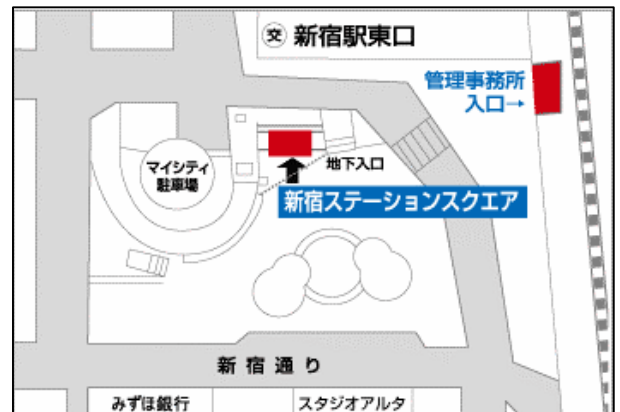 交 新宿駅東口
管理事務所
入口→
マイシティ
駐車場
地下入口
新宿ステーションスクエア
新宿通り
みずほ銀行
スタジオアルタ